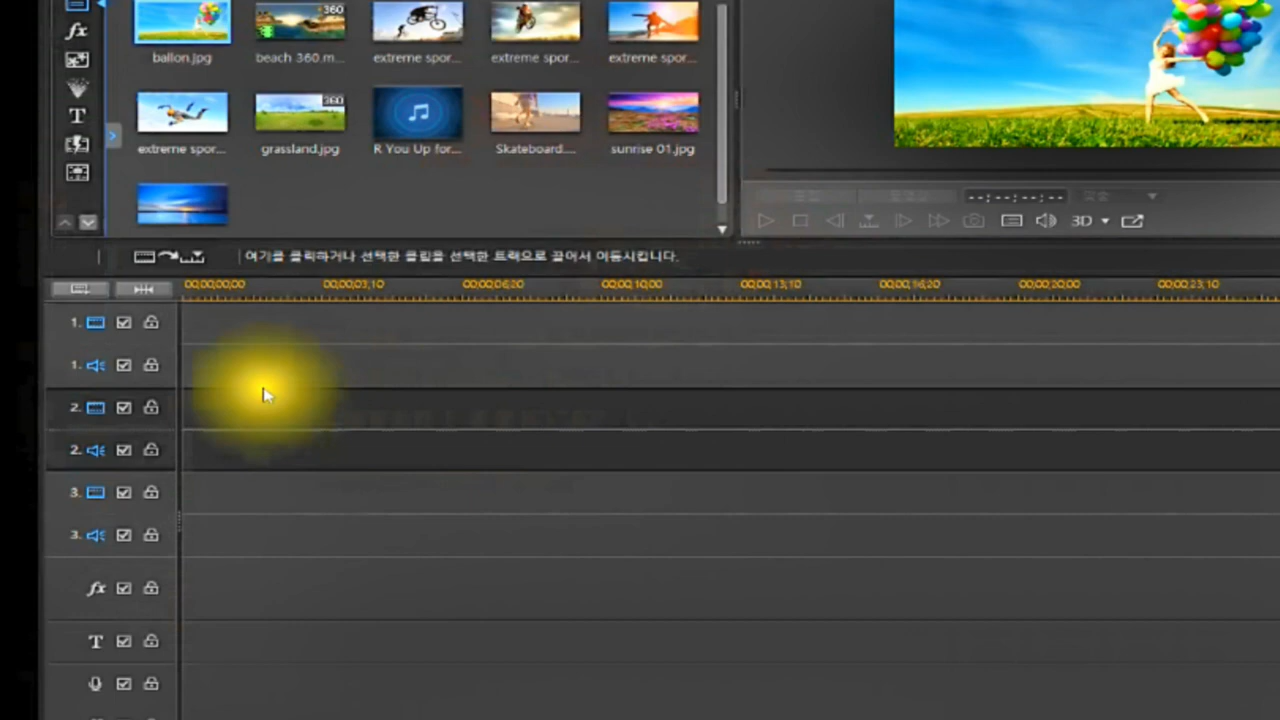 fx
360
360
ballon.jpg beach 360 m... extreme spor... extreme spor... extreme spor...
T
extreme spor... grassland.jpg R You Up for... Skateboard.... sunrise 01.jpg
--;--;--;--
3D
여기를 클릭하거나 선택한 클립을 선택한 트랙으로 끌어서 이동시킵니다.
00;00;00;00 00;00;03;10 00;00;06;20 00;00;10;00 00;00;13;10 00;00;16;20 00;00;20;00 00;00;23;10
1.
1.
2.
2.
3.
3.
fx
T